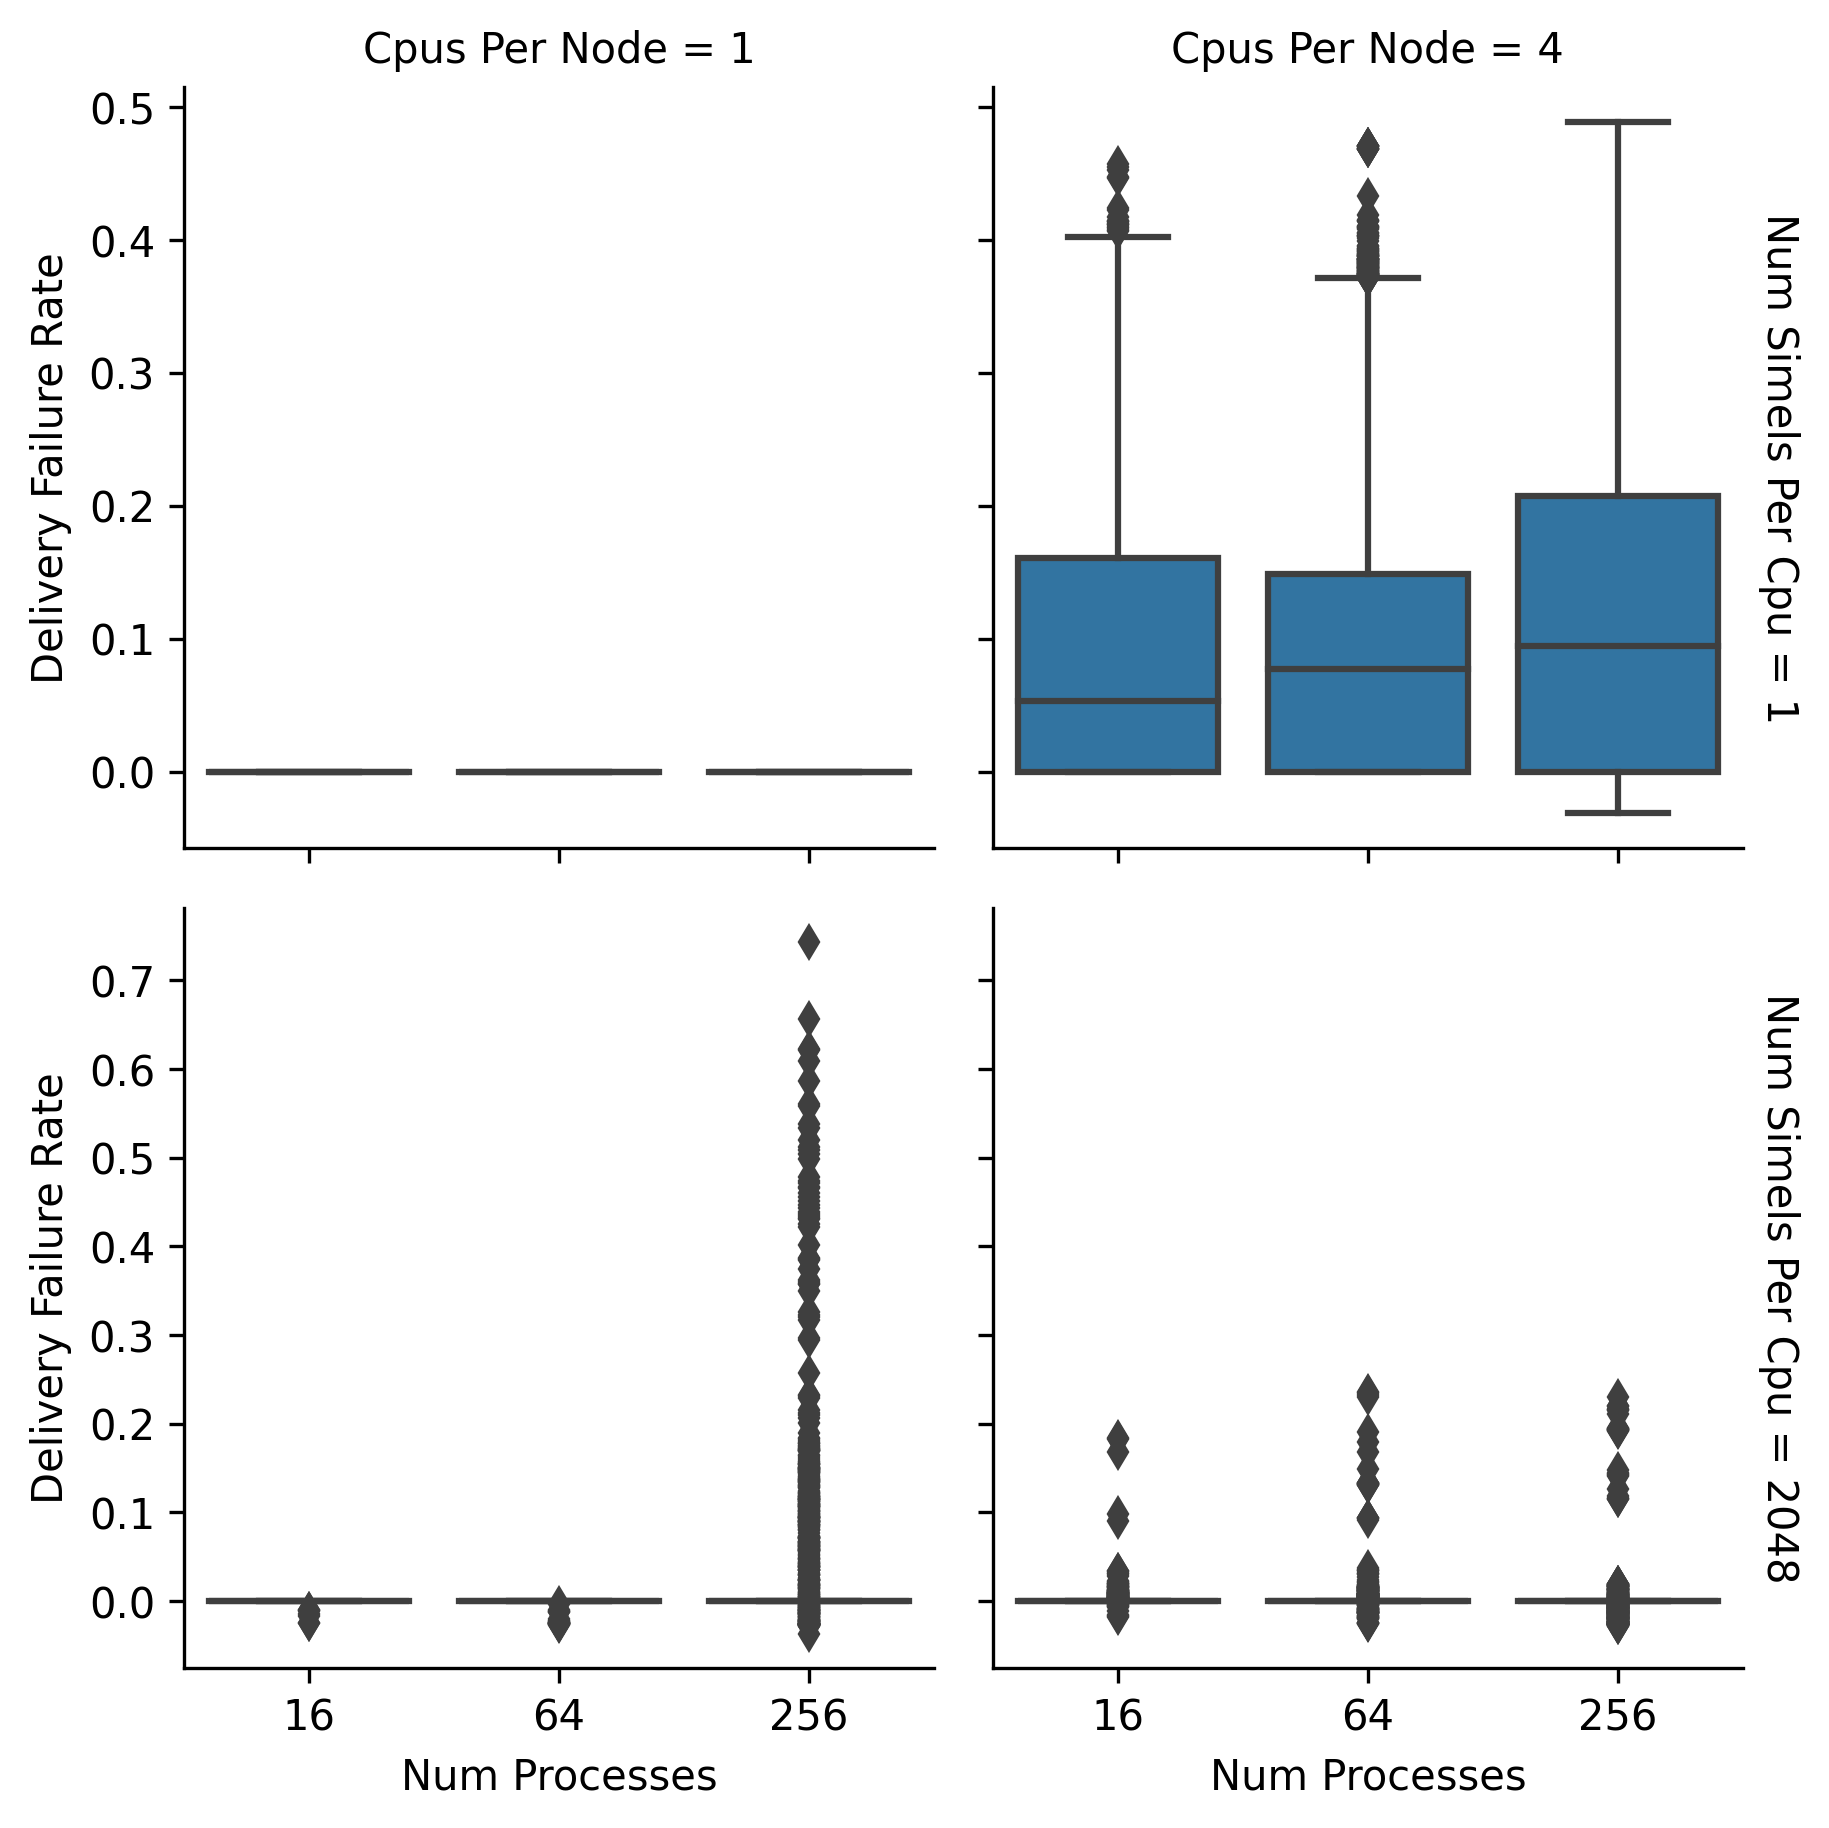 Cpus Per Node = 1
Cpus Per Node = 4
Delivery Failure Rate
0.5
0.4
0.3
0.2
0.1
0.0
Num Simels Per Cpu = 1
Delivery Failure Rate
0.7
0.6
0.5
0.4
0.3
0.2
0.1
0.0
Num Simels Per Cpu = 2048
16 64 256
16 64 256
Num Processes
Num Processes